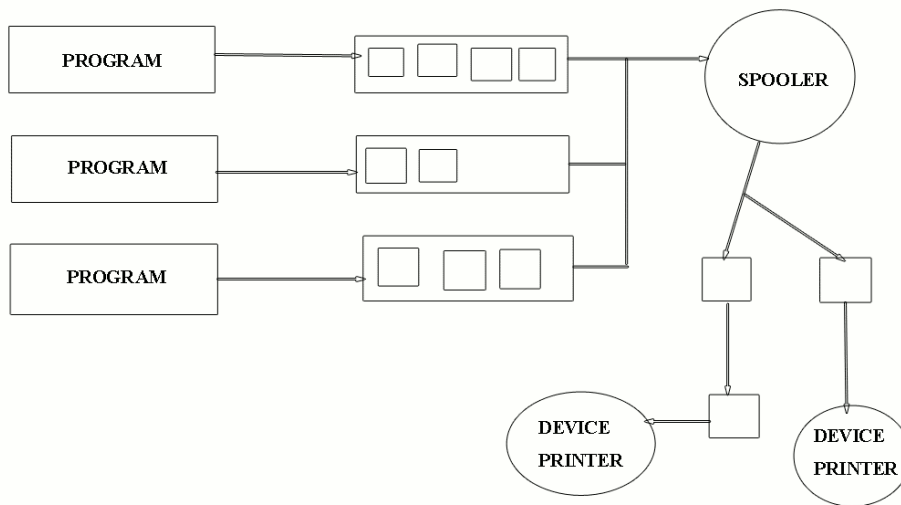 PROGRAM
SPOOLER
PROGRAM
PROGRAM
DEVICE
PRINTER
DEVICE
PRINTER